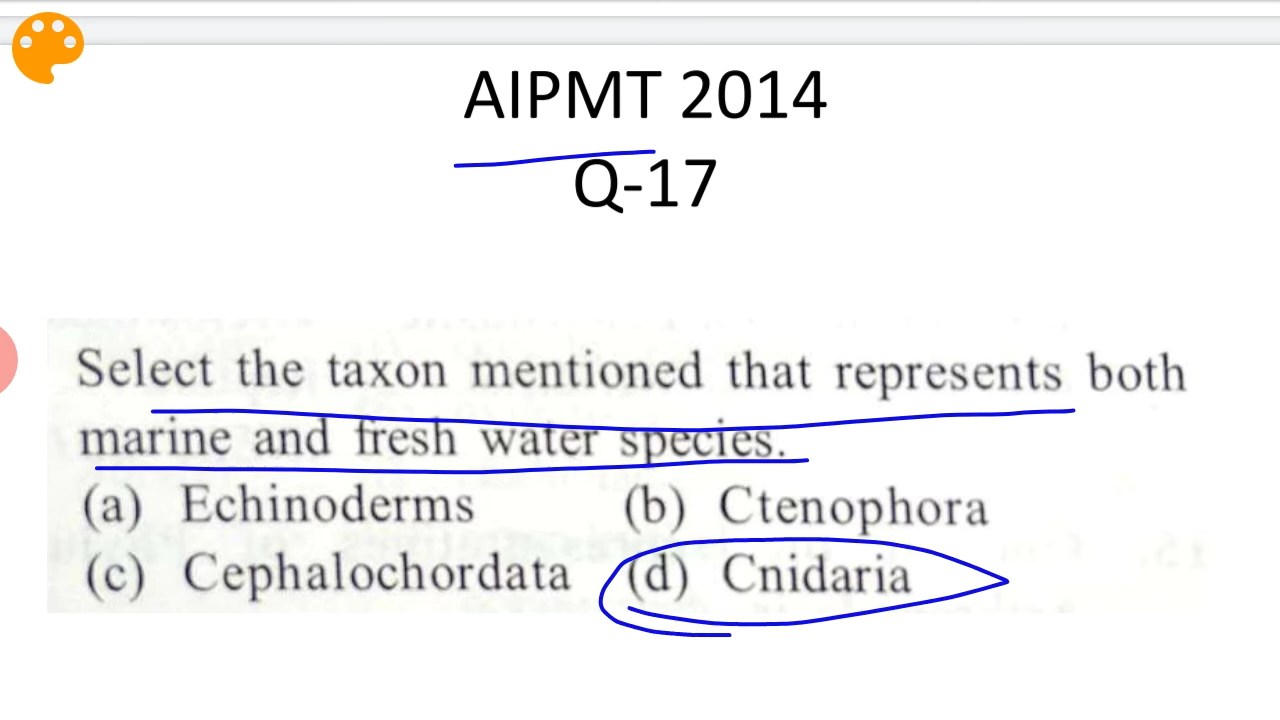 AIPMT 2014
Q-17
Select the taxon mentioned that represents both
marine and fresh water species.
(a) Echinoderms (b) Ctenophora
(c) Cephalochordata (d) Cnidaria